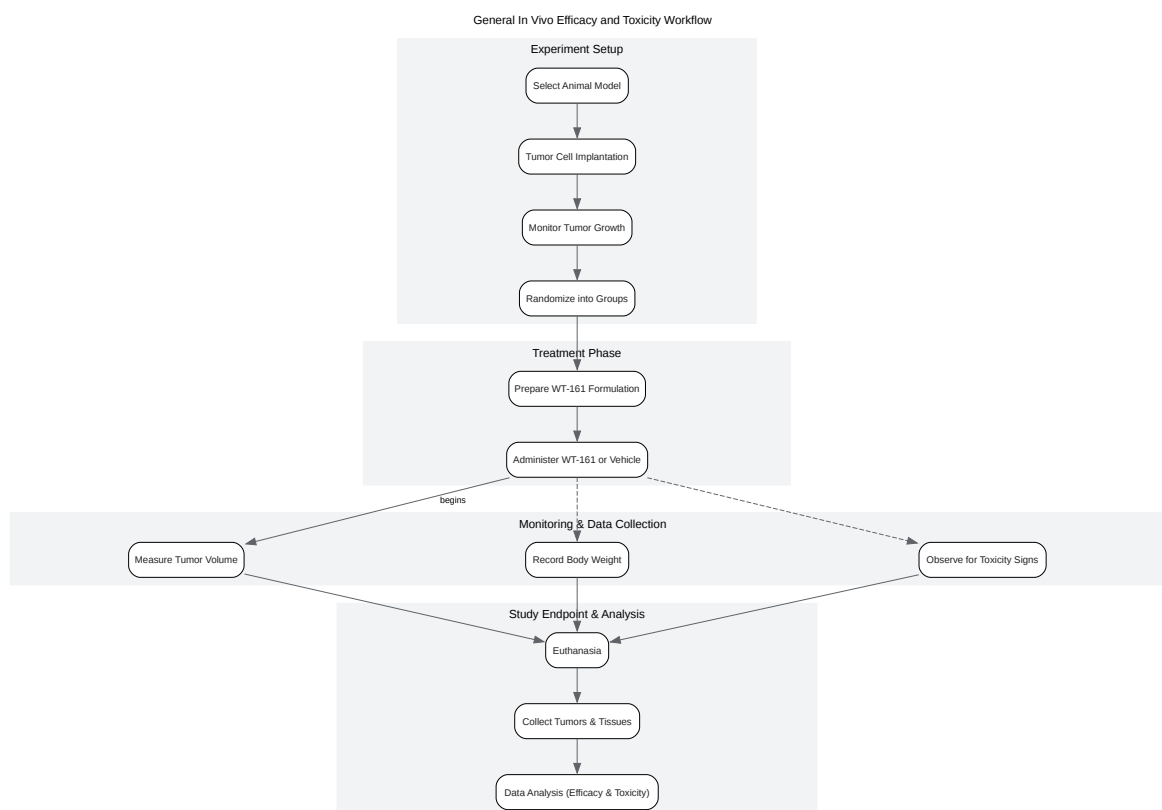 General In Vivo Efficacy and Toxicity Workflow
Experiment Setup
Select Animal Model
Tumor Cell Implantation
Monitor Tumor Growth
Randomize into Groups
Treatment Phase
Prepare WT-161 Formulation
Administer WT-161 or Vehicle
begins
Monitoring & Data Collection
Measure Tumor Volume
Record Body Weight
Observe for Toxicity Signs
Study Endpoint & Analysis
Euthanasia
Collect Tumors & Tissues
Data Analysis (Efficacy & Toxicity)